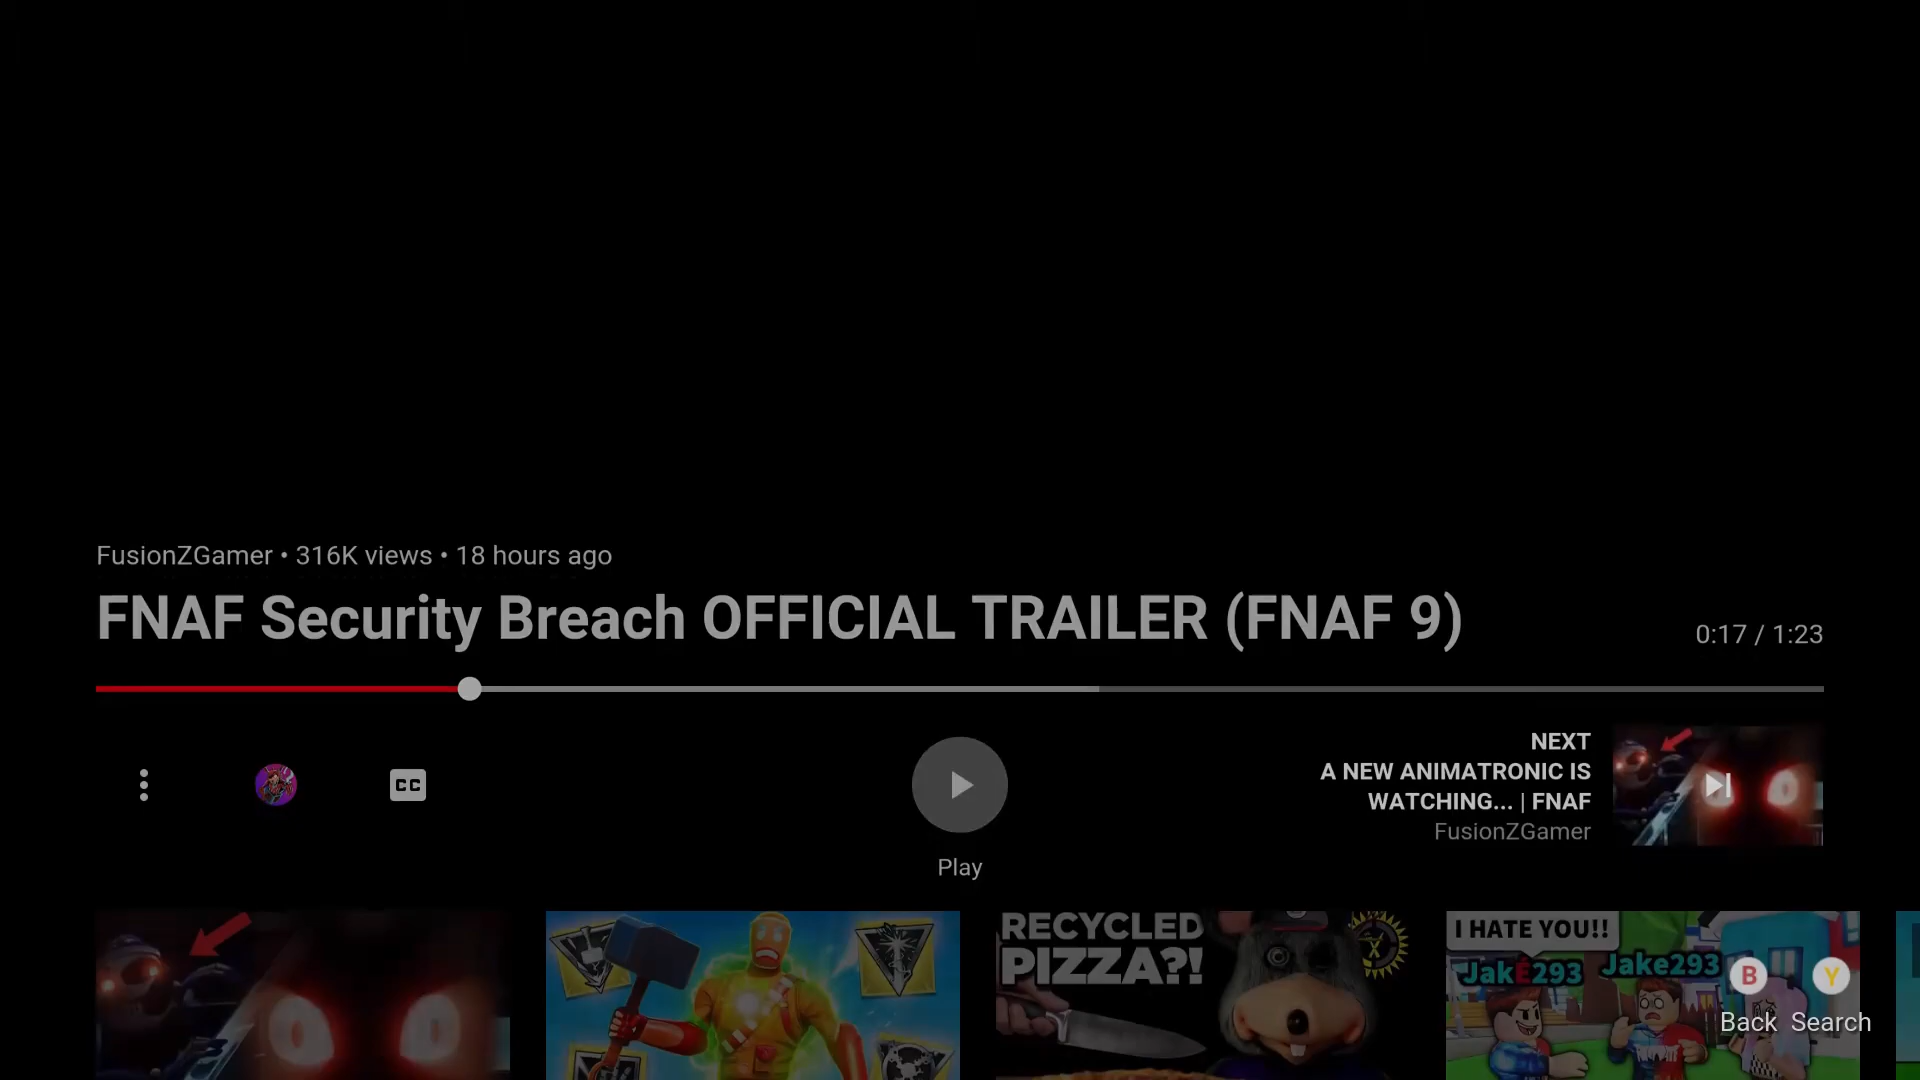 FusionZGamer • 316K views • 18 hours ago
FNAF Security Breach OFFICIAL TRAILER (FNAF 9)
0:17 / 1:23
CC
Play
NEXT
A NEW ANIMATRONIC IS
WATCHING... | FNAF
FusionZGamer
RECYCLED
PIZZA?!
I HATE YOU!!
JakE293
Jake293
B
Y
Back
Search